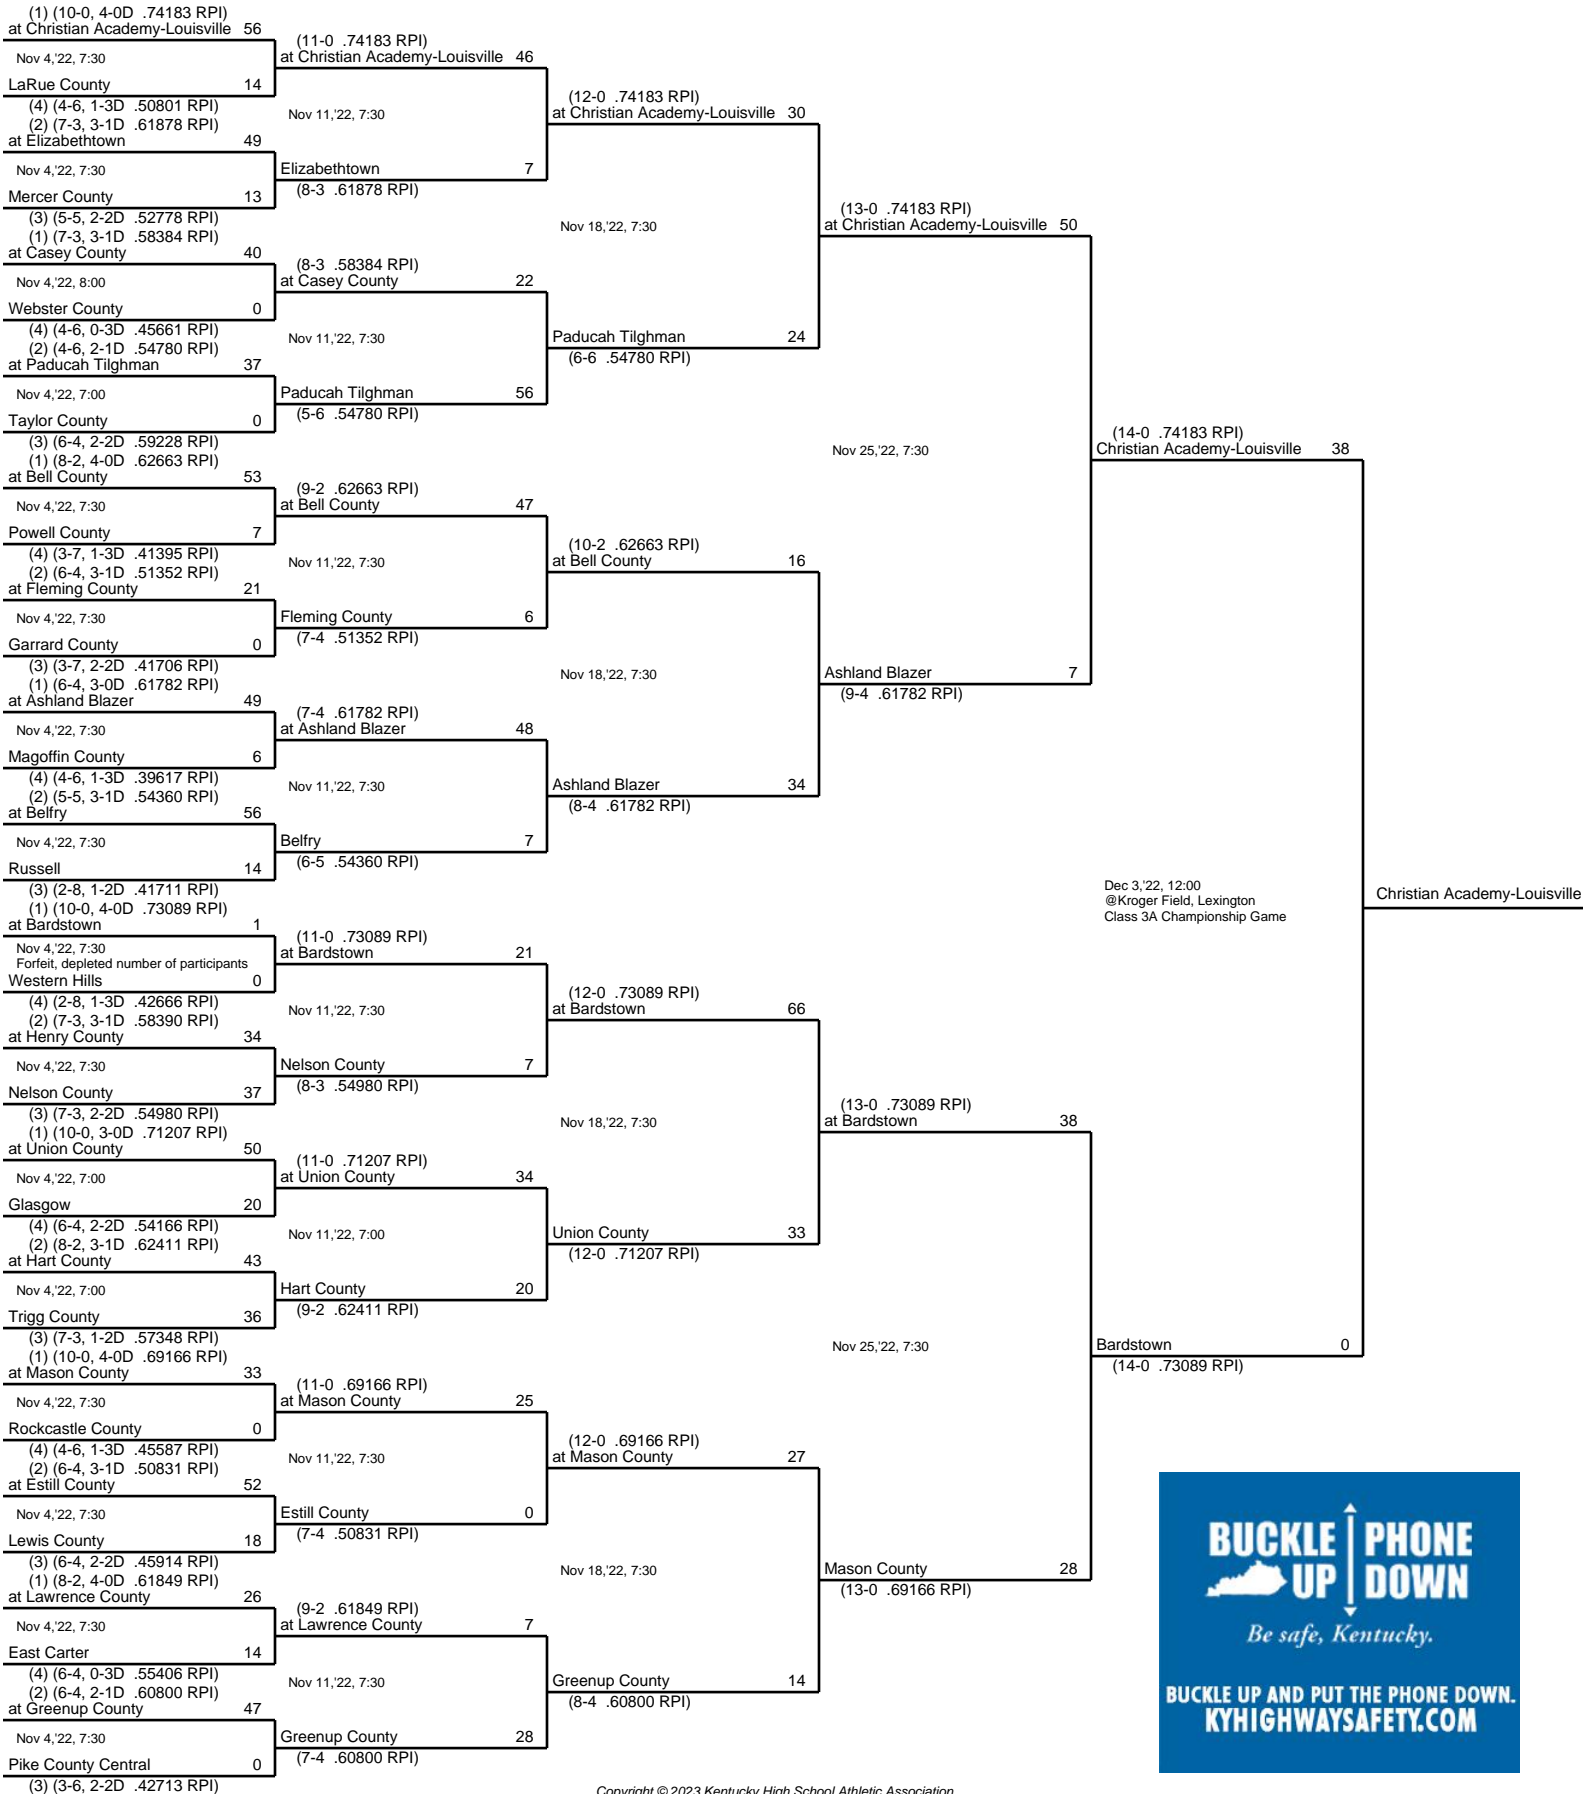 (1) (10-0, 4-0D .74183 RPI)
at Christian Academy-Louisville 56
Nov 4,'22, 7:30
LaRue County 14
(4) (4-6, 1-3D .50801 RPI)
(2) (7-3, 3-1D .61878 RPI)
at Elizabethtown 49
Nov 4,'22, 7:30
Mercer County 13
(3) (5-5, 2-2D .52778 RPI)
(1) (7-3, 3-1D .58384 RPI)
at Casey County 40
Nov 4,'22, 8:00
Webster County 0
(4) (4-6, 0-3D .45661 RPI)
(2) (4-6, 2-1D .54780 RPI)
at Paducah Tilghman 37
Nov 4,'22, 7:00
Taylor County 0
(3) (6-4, 2-2D .59228 RPI)
(1) (8-2, 4-0D .62663 RPI)
at Bell County 53
Nov 4,'22, 7:30
Powell County 7
(4) (3-7, 1-3D .41395 RPI)
(2) (6-4, 3-1D .51352 RPI)
at Fleming County 21
Nov 4,'22, 7:30
Garrard County 0
(3) (3-7, 2-2D .41706 RPI)
(1) (6-4, 3-0D .61782 RPI)
at Ashland Blazer 49
Nov 4,'22, 7:30
Magoffin County 6
(4) (4-6, 1-3D .39617 RPI)
(2) (5-5, 3-1D .54360 RPI)
at Belfry 56
Nov 4,'22, 7:30
Russell 14
(3) (2-8, 1-2D .41711 RPI)
(1) (10-0, 4-0D .73089 RPI)
at Bardstown 1
Nov 4,'22, 7:30
Forfeit, depleted number of participants
Western Hills 0
(4) (2-8, 1-3D .42666 RPI)
(2) (7-3, 3-1D .58390 RPI)
at Henry County 34
Nov 4,'22, 7:30
Nelson County 37
(3) (7-3, 2-2D .54980 RPI)
(1) (10-0, 3-0D .71207 RPI)
at Union County 50
Nov 4,'22, 7:00
Glasgow 20
(4) (6-4, 2-2D .54166 RPI)
(2) (8-2, 3-1D .62411 RPI)
at Hart County 43
Nov 4,'22, 7:00
Trigg County 36
(3) (7-3, 1-2D .57348 RPI)
(1) (10-0, 4-0D .69166 RPI)
at Mason County 33
Nov 4,'22, 7:30
Rockcastle County 0
(4) (4-6, 1-3D .45587 RPI)
(2) (6-4, 3-1D .50831 RPI)
at Estill County 52
Nov 4,'22, 7:30
Lewis County 18
(3) (6-4, 2-2D .45914 RPI)
(1) (8-2, 4-0D .61849 RPI)
at Lawrence County 26
Nov 4,'22, 7:30
East Carter 14
(4) (6-4, 0-3D .55406 RPI)
(2) (6-4, 2-1D .60800 RPI)
at Greenup County 47
Nov 4,'22, 7:30
Pike County Central 0
(3) (3-6, 2-2D .42713 RPI)
(11-0 .74183 RPI)
at Christian Academy-Louisville 46
Nov 11,'22, 7:30
Elizabethtown 7
(8-3 .61878 RPI)
(8-3 .58384 RPI)
at Casey County 22
Nov 11,'22, 7:30
Paducah Tilghman 56
(5-6 .54780 RPI)
(9-2 .62663 RPI)
at Bell County 47
Nov 11,'22, 7:30
Fleming County 6
(7-4 .51352 RPI)
(7-4 .61782 RPI)
at Ashland Blazer 48
Nov 11,'22, 7:30
Belfry 7
(6-5 .54360 RPI)
(11-0 .73089 RPI)
at Bardstown 21
Nov 11,'22, 7:30
Nelson County 7
(8-3 .54980 RPI)
(11-0 .71207 RPI)
at Union County 34
Nov 11,'22, 7:00
Hart County 20
(9-2 .62411 RPI)
(11-0 .69166 RPI)
at Mason County 25
Nov 11,'22, 7:30
Estill County 0
(7-4 .50831 RPI)
(9-2 .61849 RPI)
at Lawrence County 7
Nov 11,'22, 7:30
Greenup County 28
(7-4 .60800 RPI)
(12-0 .74183 RPI)
at Christian Academy-Louisville 30
Nov 18,'22, 7:30
Paducah Tilghman 24
(6-6 .54780 RPI)
(10-2 .62663 RPI)
at Bell County 16
Nov 18,'22, 7:30
Ashland Blazer 34
(8-4 .61782 RPI)
(12-0 .73089 RPI)
at Bardstown 66
Nov 18,'22, 7:30
Union County 33
(12-0 .71207 RPI)
(12-0 .69166 RPI)
at Mason County 27
Nov 18,'22, 7:30
Greenup County 14
(8-4 .60800 RPI)
(13-0 .74183 RPI)
at Christian Academy-Louisville 50
Nov 25,'22, 7:30
Ashland Blazer 7
(9-4 .61782 RPI)
(13-0 .73089 RPI)
at Bardstown 38
Nov 25,'22, 7:30
Mason County 28
(13-0 .69166 RPI)
(14-0 .74183 RPI)
Christian Academy-Louisville 38
Dec 3,'22, 12:00
@Kroger Field, Lexington
Class 3A Championship Game
Bardstown 0
(14-0 .73089 RPI)
Christian Academy-Louisville
BUCKLE PHONE
UP DOWN
Be safe, Kentucky.
BUCKLE UP AND PUT THE PHONE DOWN.
KYHIGHWAYSAFETY.COM
Copyright © 2023 Kentucky High School Athletic Association